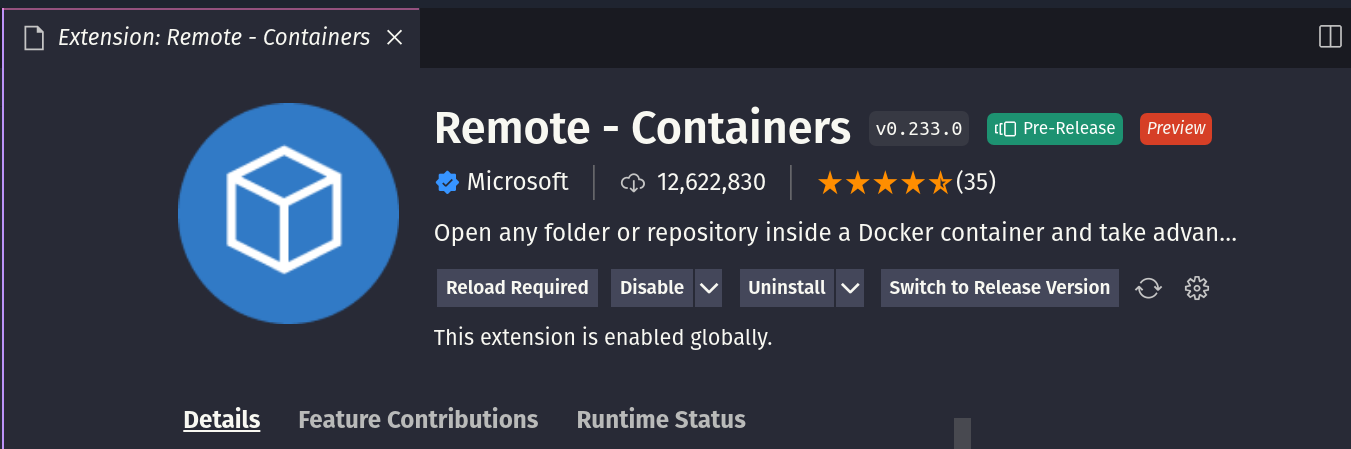 Extension: Remote - Containers
Remote - Containers v0.233.0 Pre-Release Preview
Microsoft 12,622,830 (35)
Open any folder or repository inside a Docker container and take advan...
Reload Required Disable Uninstall Switch to Release Version
This extension is enabled globally.
Details Feature Contributions Runtime Status